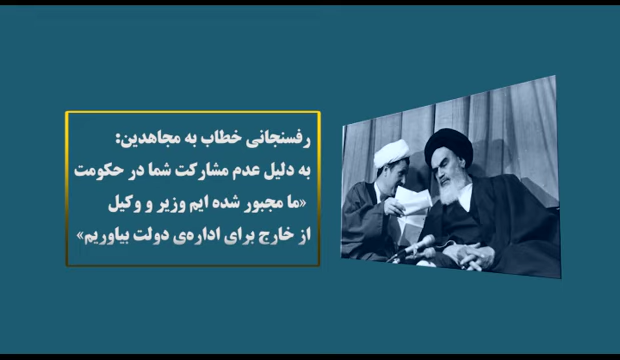 رفسنجانی خطاب به مجاهدین:
به دلیل عدم مشارکت شما در حکومت
«ما مجبور شده ایم وزیر و وکیل
از خارج برای اداره‌ی دولت بیاوریم»